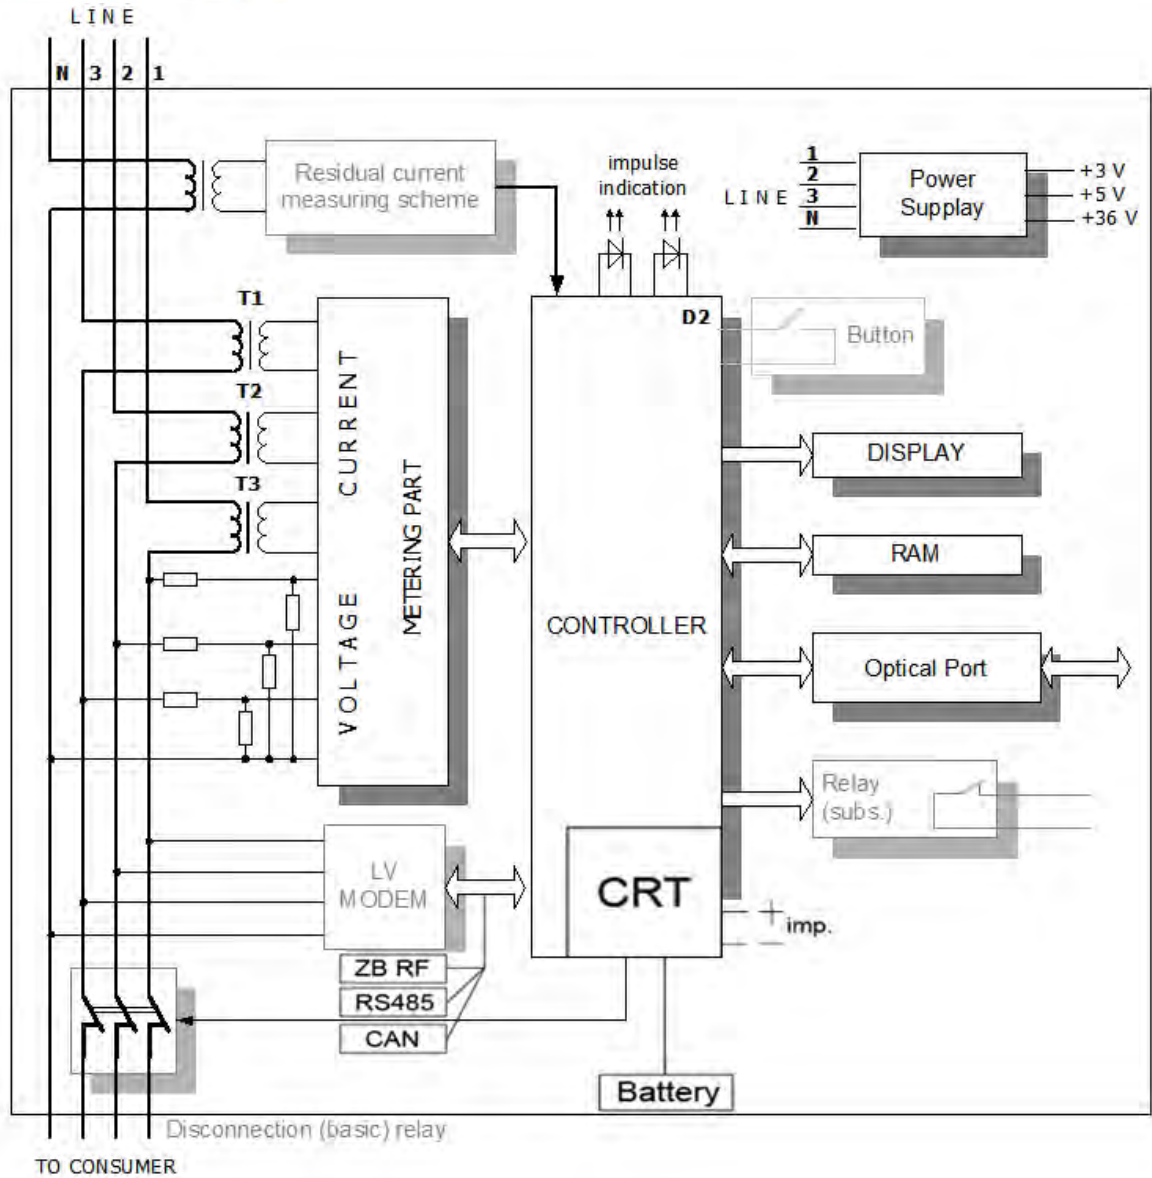 LINE
N 3 2 1
Residual current
measuring scheme
impulse
indication
LINE
1
2
3
N
Power
Supplay
+3 V
+5 V
+36 V
T1
T2
T3
CURRENT
VOLTAGE
METERING PART
D2
CONTROLLER
Button
DISPLAY
RAM
Optical Port
Relay
(subs.)
LV
MODEM
CRT
+
imp.
ZB RF
RS485
CAN
Battery
Disconnection (basic) relay
TO CONSUMER